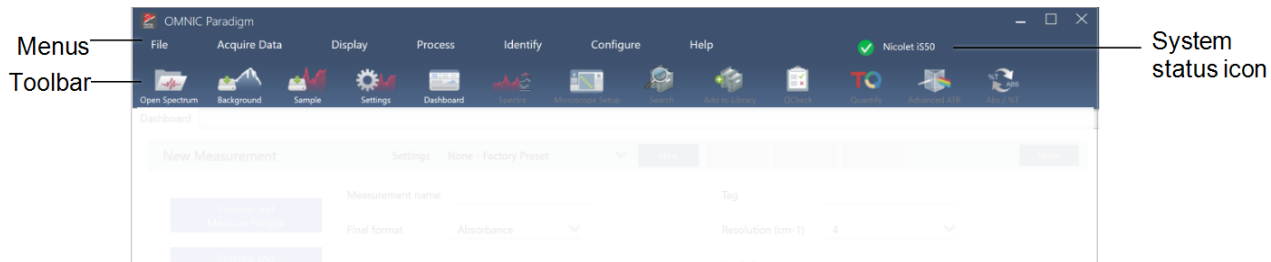 OMNIC Paradigm
Menus
File Acquire Data Display Process Identify Configure Help Nicolet iS50
System status icon
Toolbar
Open Spectrum Background Sample Settings Dashboard Spectra Microscope Setup Search Add to Library QCheck Quantify Advanced ATR Abs / %T
Dashboard
New Measurement Settings None - Factory Preset New More
Measurement name Tag
Final format Absorbance Resolution (cm-1) 4